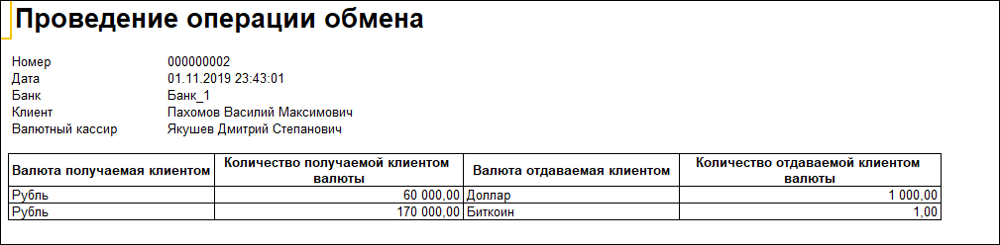 Проведение операции обмена
Номер 000000002
Дата 01.11.2019 23:43:01
Банк Банк_1
Клиент Пахомов Василий Максимович
Валютный кассир Якушев Дмитрий Степанович
Валюта получаемая клиентом Количество получаемой клиентом валюты Валюта отдаваемая клиентом Количество отдаваемой клиентом валюты
Рубль 60 000,00 Доллар 1 000,00
Рубль 170 000,00 Биткоин 1,00